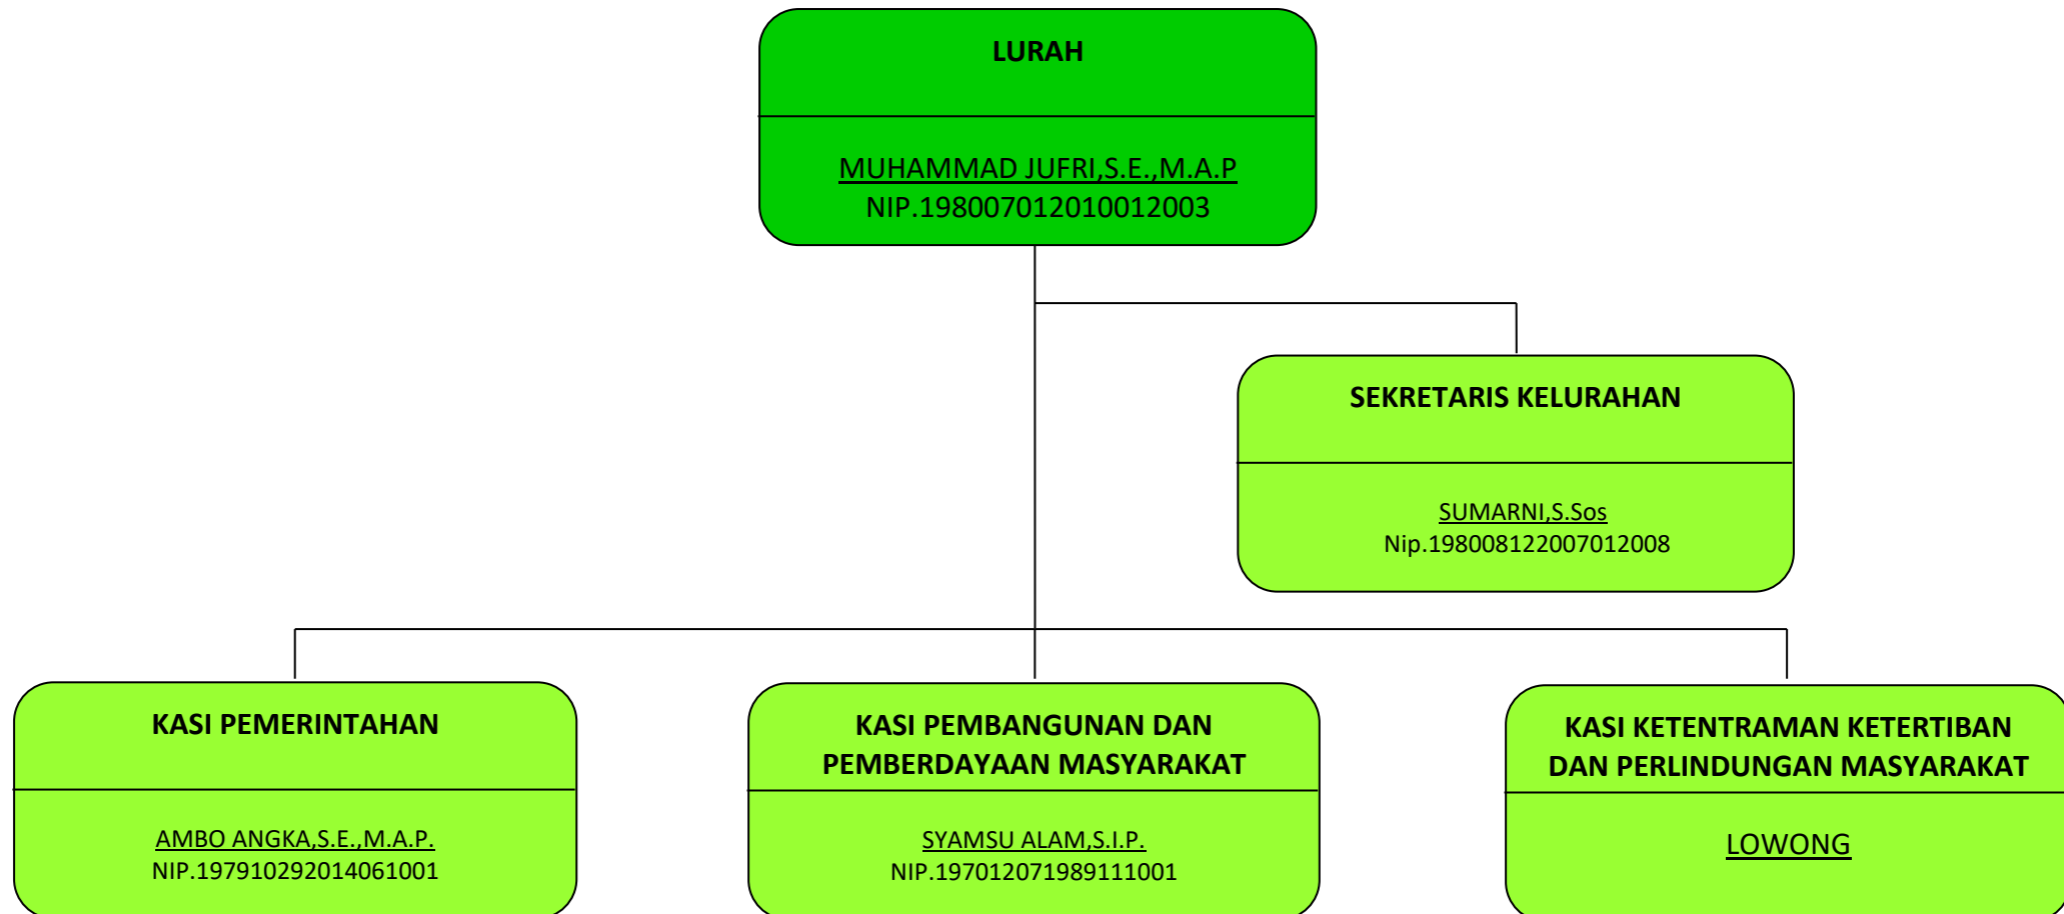 LURAH
MUHAMMAD JUFRI,S.E.,M.A.P
NIP.198007012010012003
SEKRETARIS KELURAHAN
SUMARNI,S.Sos
Nip.198008122007012008
KASI PEMERINTAHAN
AMBO ANGKA,S.E.,M.A.P.
NIP.197910292014061001
KASI PEMBANGUNAN DAN
PEMBERDAYAAN MASYARAKAT
SYAMSU ALAM,S.I.P.
NIP.197012071989111001
KASI KETENTRAMAN KETERTIBAN
DAN PERLINDUNGAN MASYARAKAT
LOWONG